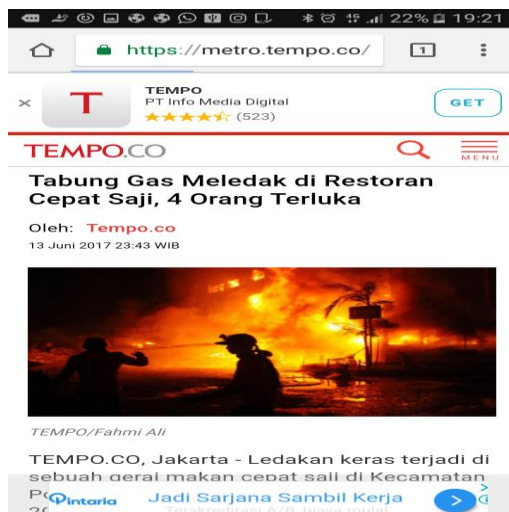 22% 19:21
https://metro.tempo.co/
1
TEMPO
PT Info Media Digital
(523)
GET
T
TEMPO.CO
MENU
Tabung Gas Meledak di Restoran
Cepat Saji, 4 Orang Terluka
Oleh: Tempo.co
13 Juni 2017 23:43 WIB
TEMPO/Fahmi Ali
TEMPO.CO, Jakarta - Ledakan keras terjadi di
sebuah gerai makan cepat saji di Kecamatan
Pintaria
Jadi Sarjana Sambil Kerja
Terakreditasi A/B, biaya mulai